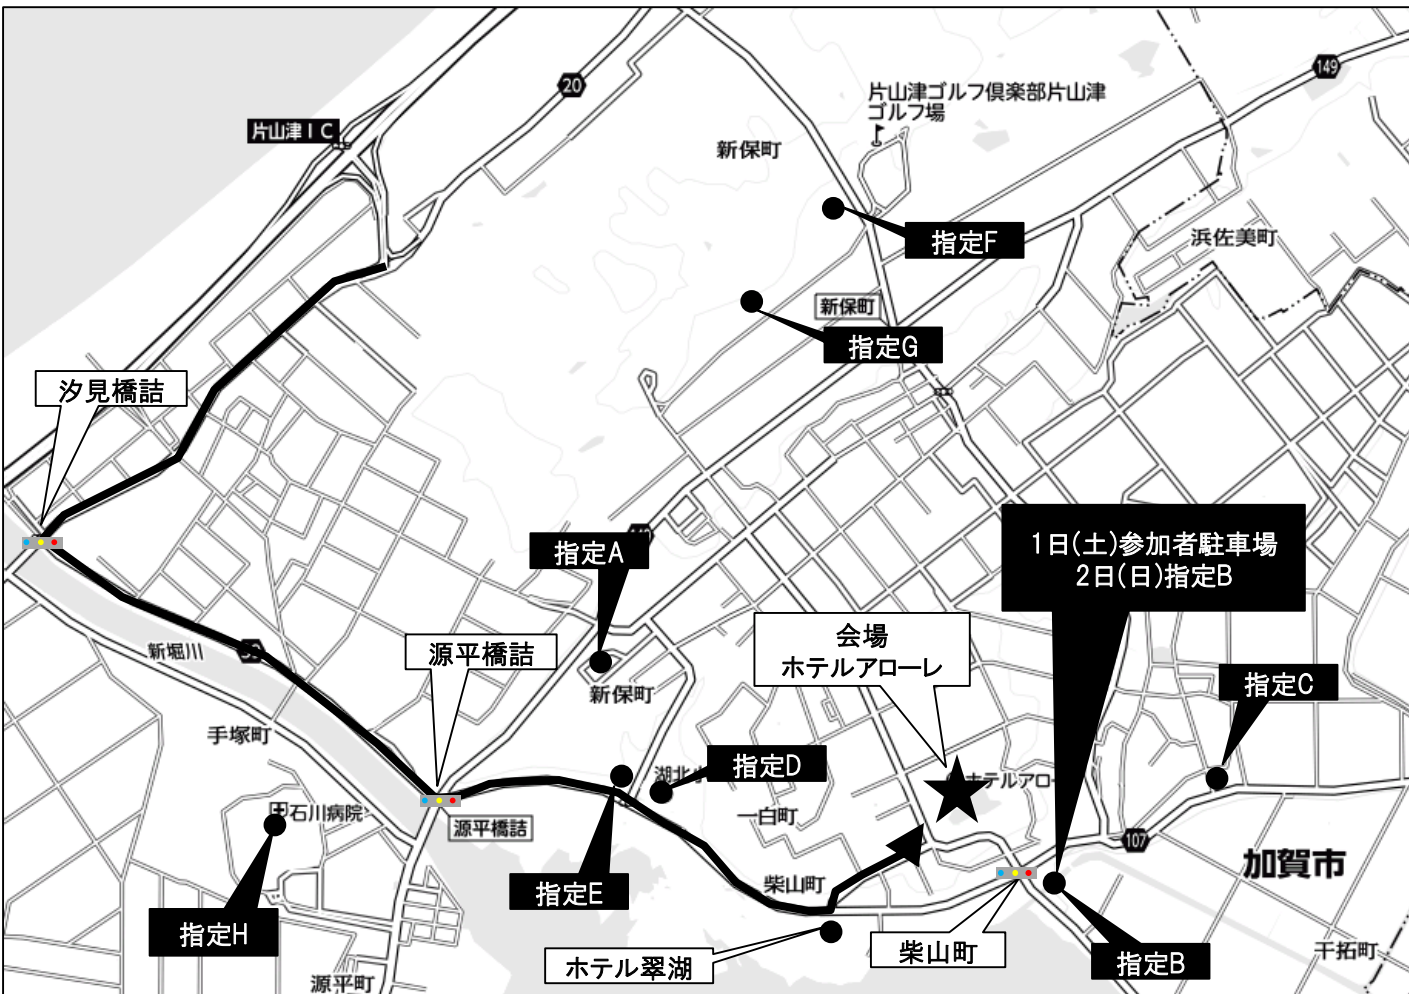 149
20
片山津ゴルフ倶楽部片山津
ゴルフ場
片山津IC
新保町
指定F
浜佐美町
新保町
指定G
汐見橋詰
1日(土)参加者駐車場
2日(日)指定B
指定A
会場
ホテルアローレ
源平橋詰
新堀川
指定C
新保町
手塚町
湖北小
指定D
ホテルアロー
一白町
石川病院
源平橋詰
107
加賀市
柴山町
指定E
指定H
柴山町
干拓町
ホテル翠湖
指定B
源平町